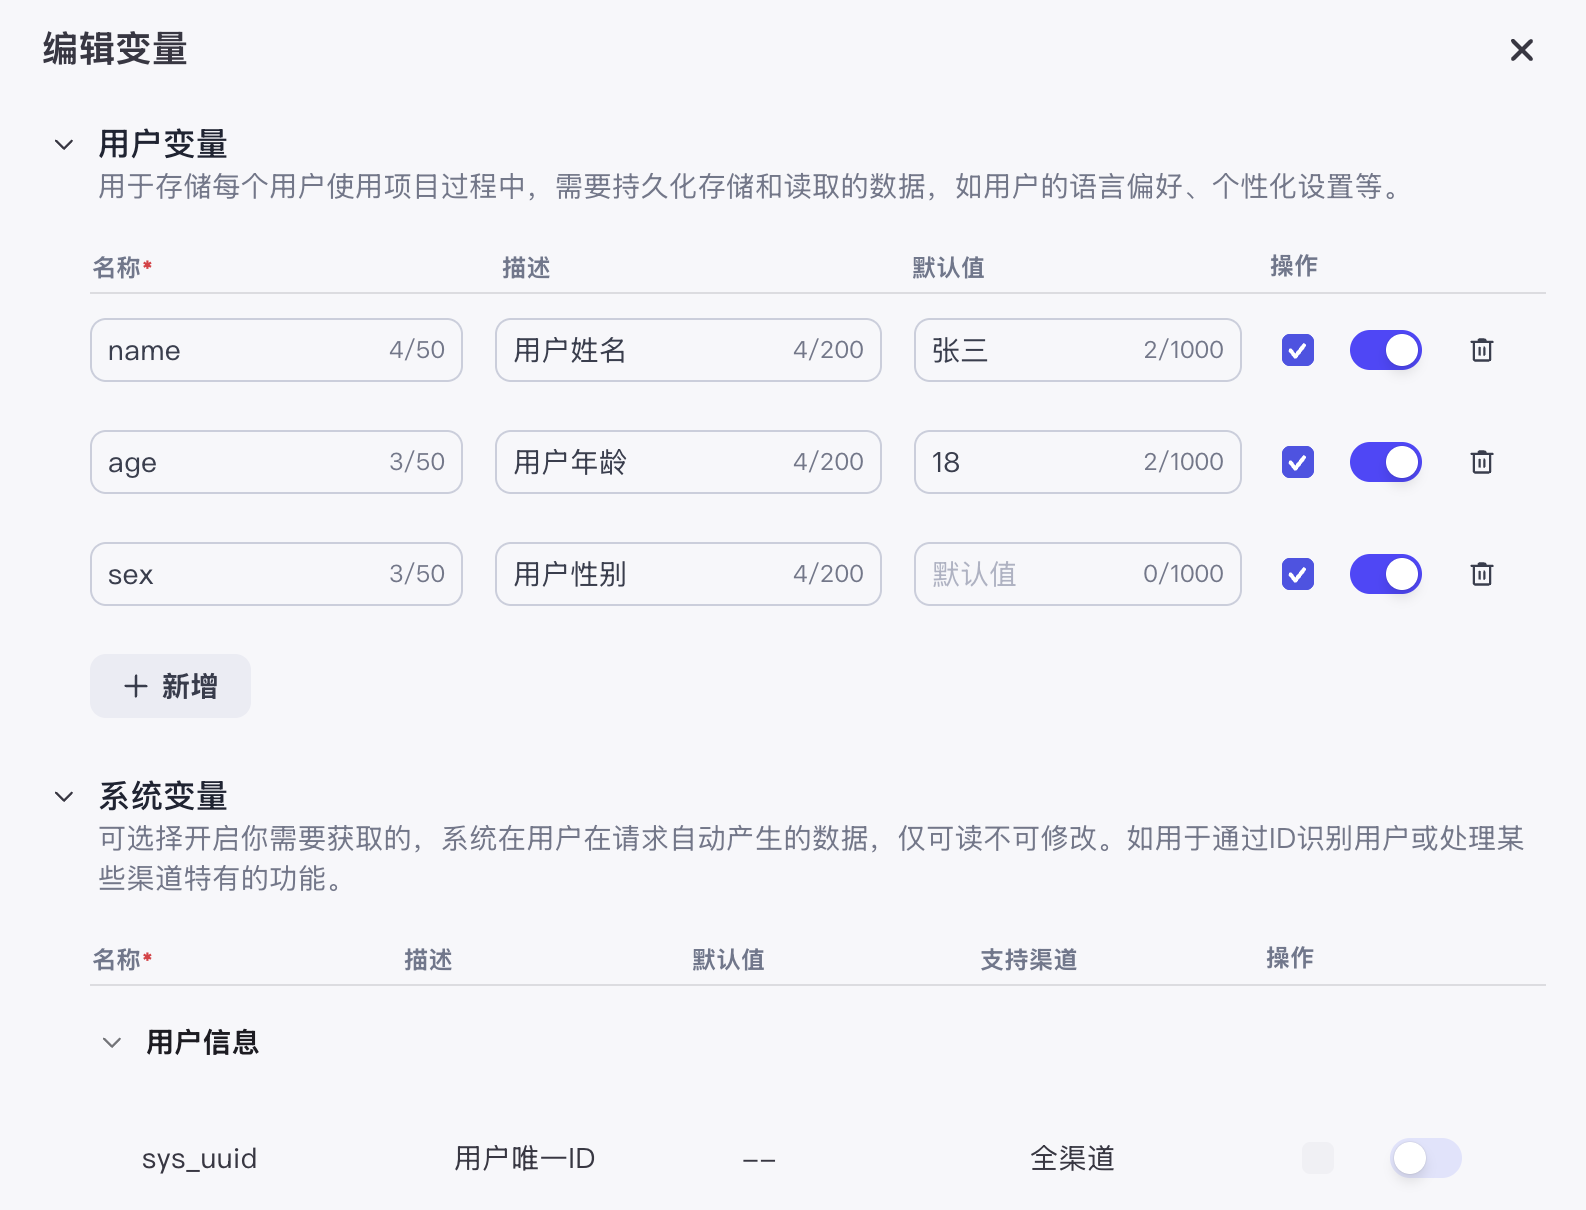 编辑变量
用户变量
用于存储每个用户使用项目过程中，需要持久化存储和读取的数据，如用户的语言偏好、个性化设置等。
名称* 描述 默认值 操作
name 4/50 用户姓名 4/200 张三 2/1000
age 3/50 用户年龄 4/200 18 2/1000
sex 3/50 用户性别 4/200 默认值 0/1000
新增
系统变量
可选择开启你需要获取的，系统在用户在请求自动产生的数据，仅可读不可修改。如用于通过ID识别用户或处理某
些渠道特有的功能。
名称* 描述 默认值 支持渠道 操作
用户信息
sys_uuid 用户唯一ID -- 全渠道